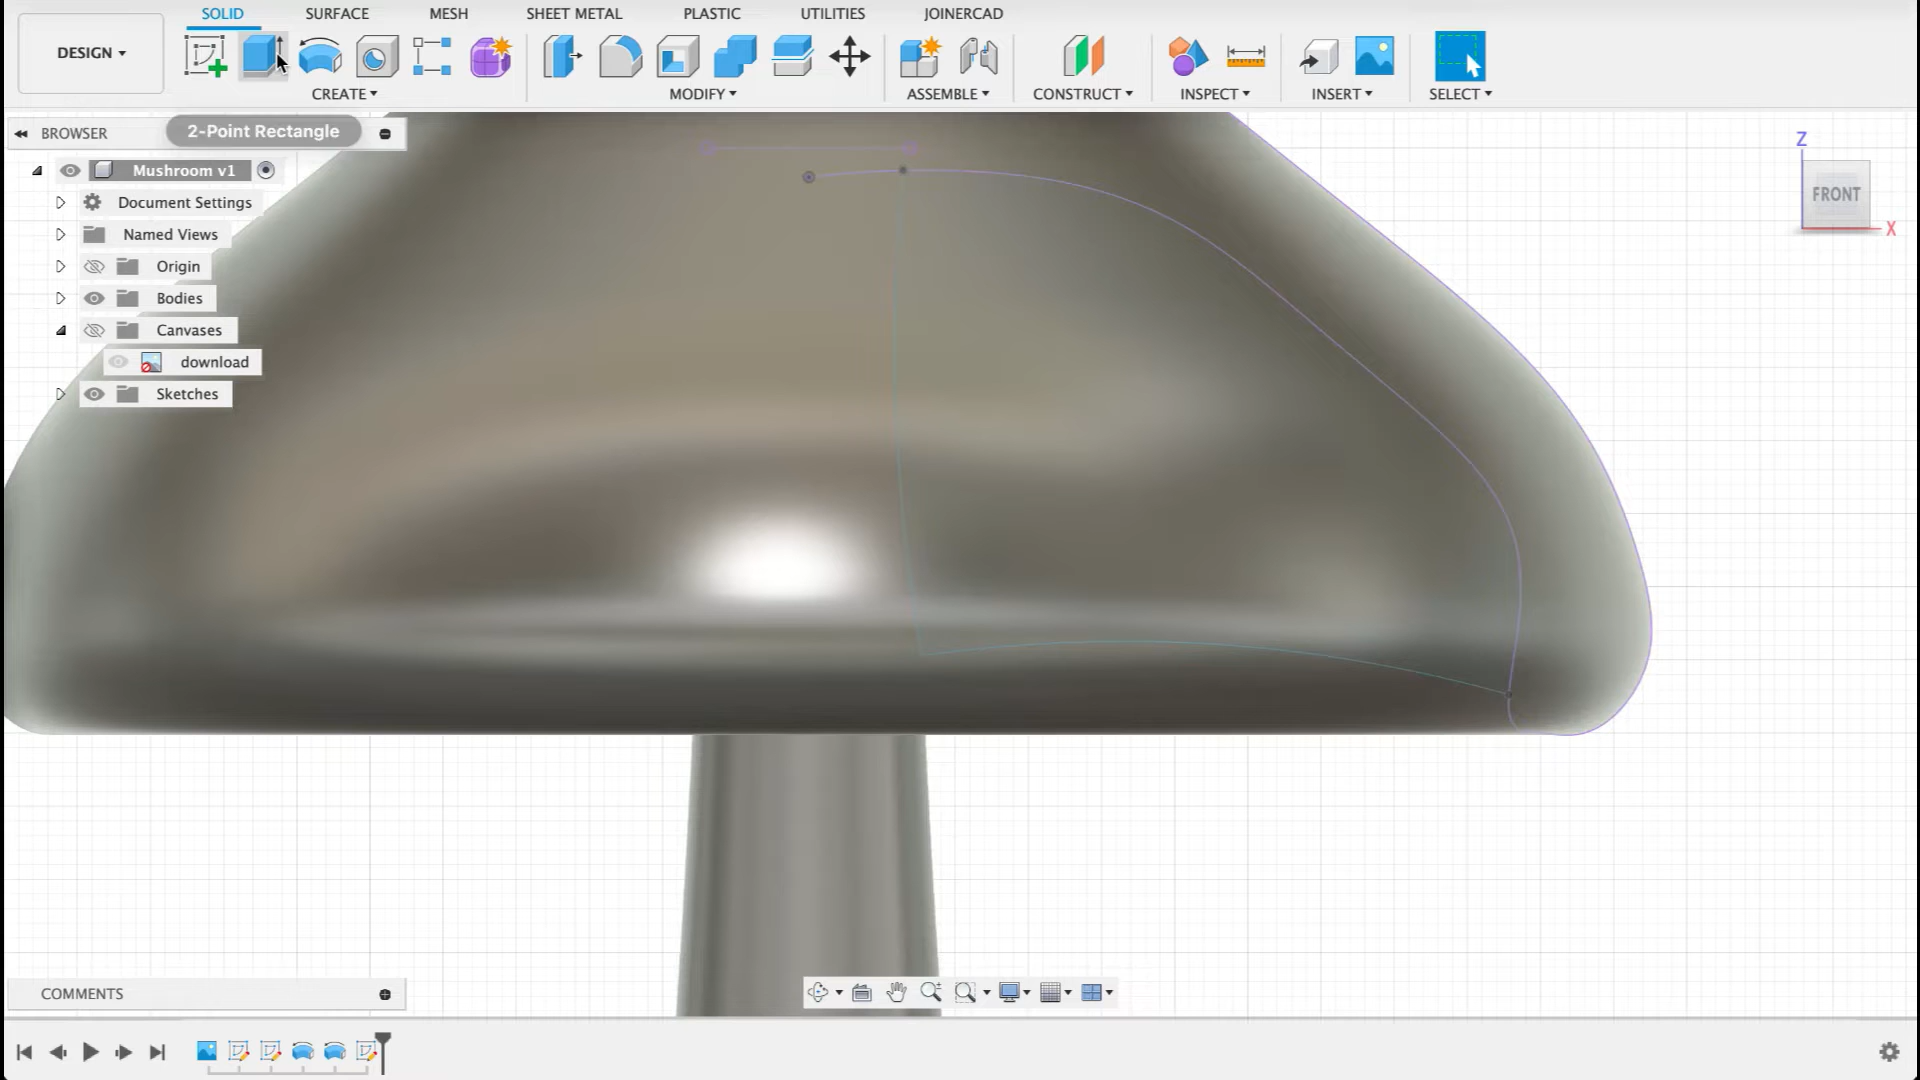 SOLID SURFACE MESH SHEET METAL PLASTIC UTILITIES JOINERCAD
DESIGN
CREATE MODIFY ASSEMBLE CONSTRUCT INSPECT INSERT SELECT
BROWSER
2-Point Rectangle
Mushroom v1
Document Settings
Named Views
Origin
Bodies
Canvases
download
Sketches
Z
FRONT
X
COMMENTS